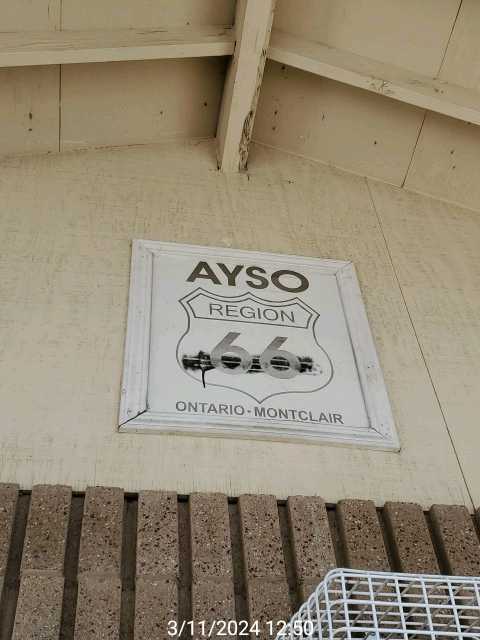 AYSO
REGION
66
ONTARIO-MONTCLAIR
3/11/2024 12:50